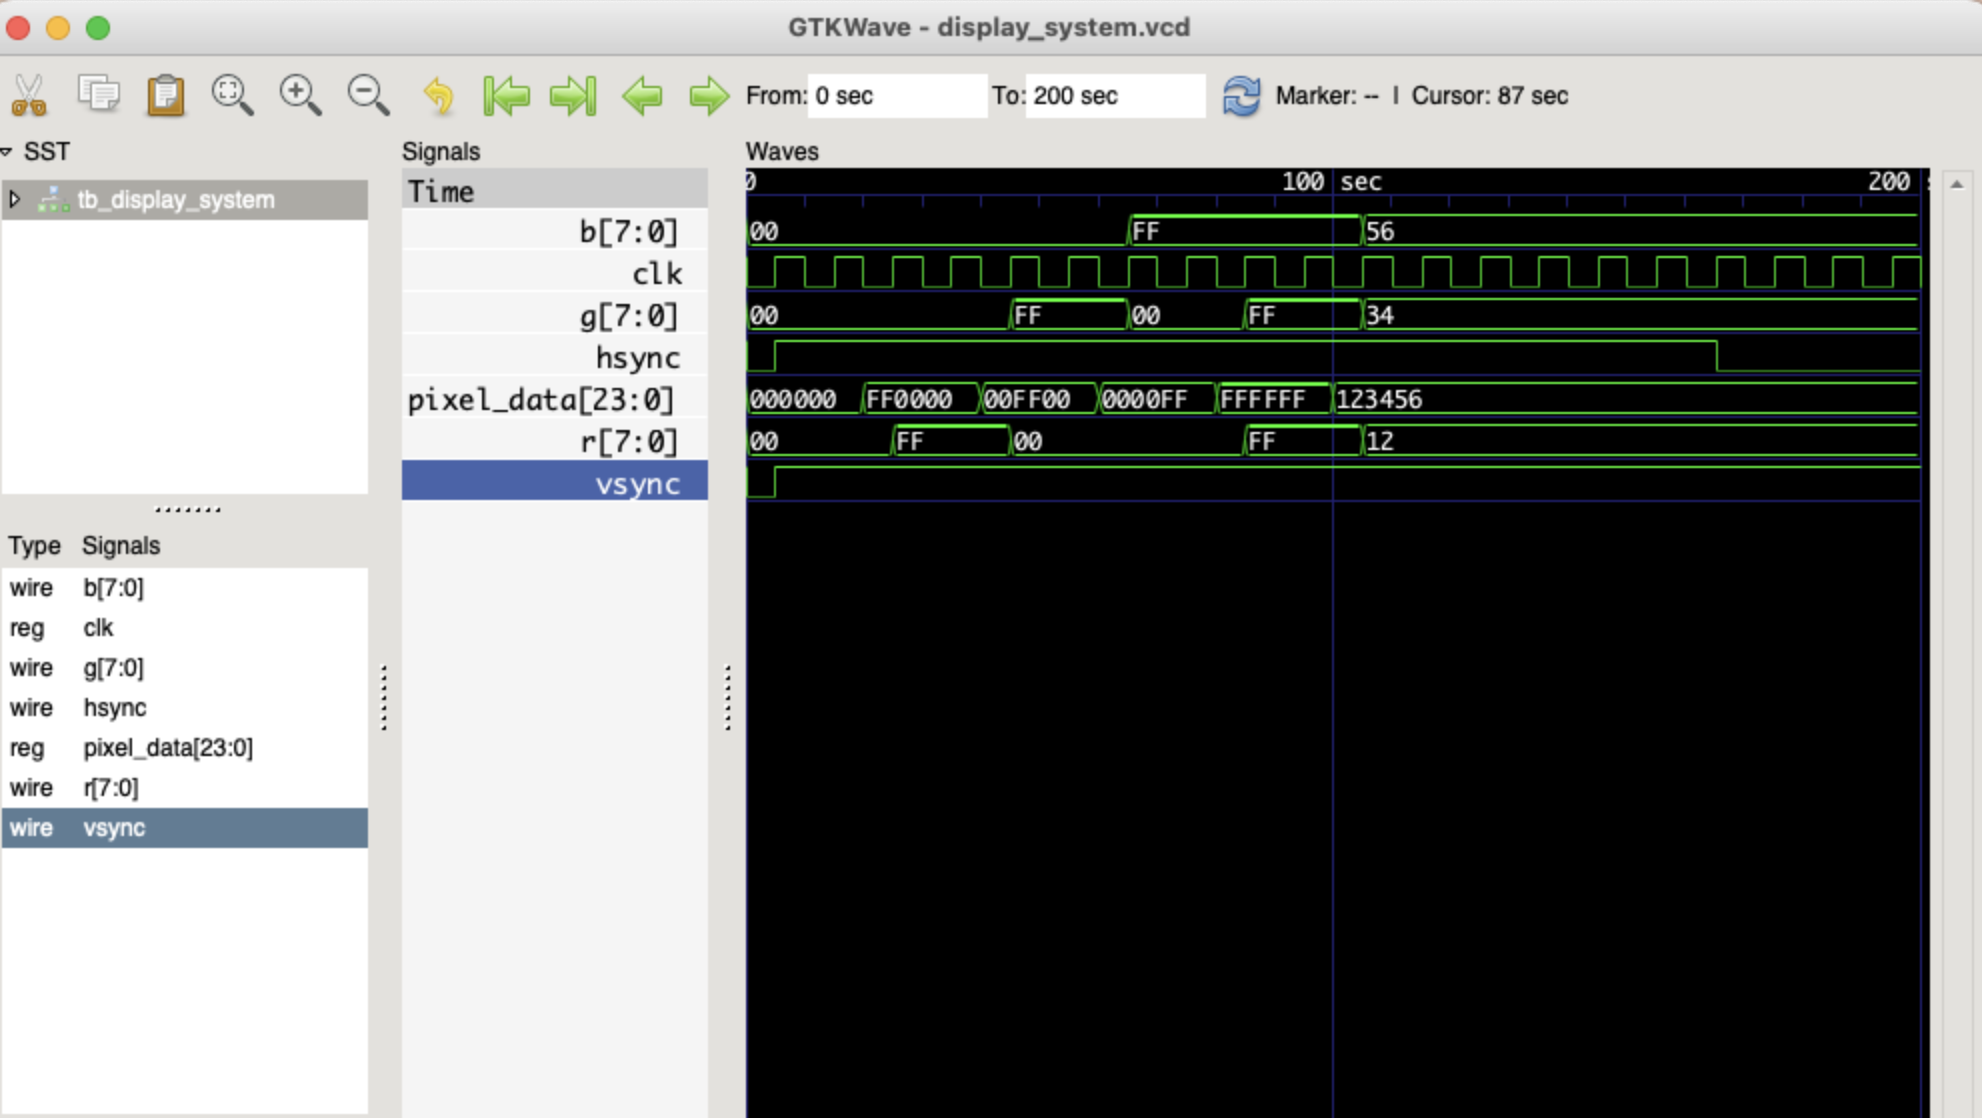 GTKWave - display_system.vcd
From: 0 sec To: 200 sec Marker: -- | Cursor: 87 sec
SST
tb_display_system
Type Signals
wire b[7:0]
reg clk
wire g[7:0]
wire hsync
reg pixel_data[23:0]
wire r[7:0]
wire vsync
Signals
Time
b[7:0]
clk
g[7:0]
hsync
pixel_data[23:0]
r[7:0]
vsync
Waves
0 100 sec 200
00 FF 56
00 FF 00 FF 34
000000 FF0000 00FF00 0000FF FFFFFF 123456
00 FF 00 FF 12